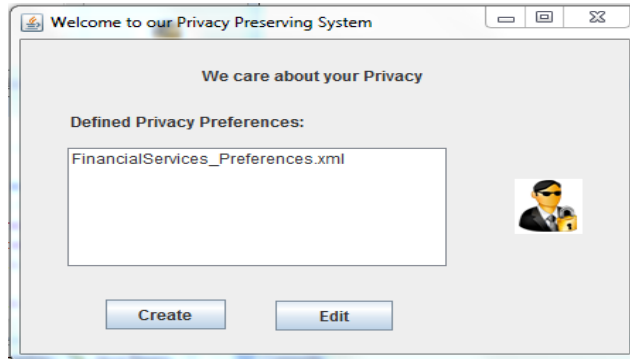 Welcome to our Privacy Preserving System
We care about your Privacy
Defined Privacy Preferences:
FinancialServices_Preferences.xml
Create
Edit